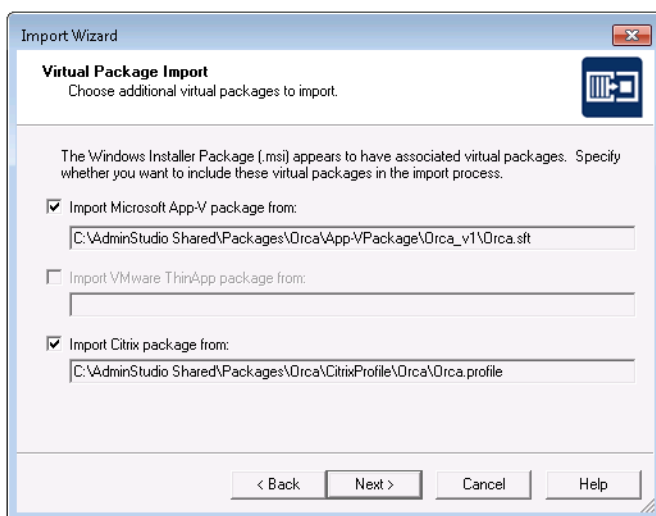 Import Wizard
Virtual Package Import
Choose additional virtual packages to import.
The Windows Installer Package (.msi) appears to have associated virtual packages.  Specify
whether you want to include these virtual packages in the import process.
Import Microsoft App-V package from:
C:\AdminStudio Shared\Packages\Orca\App-VPackage\Orca_v1\Orca.sft
Import VMware ThinApp package from:
Import Citrix package from:
C:\AdminStudio Shared\Packages\Orca\CitrixProfile\Orca\Orca.profile
< Back
Next >
Cancel
Help